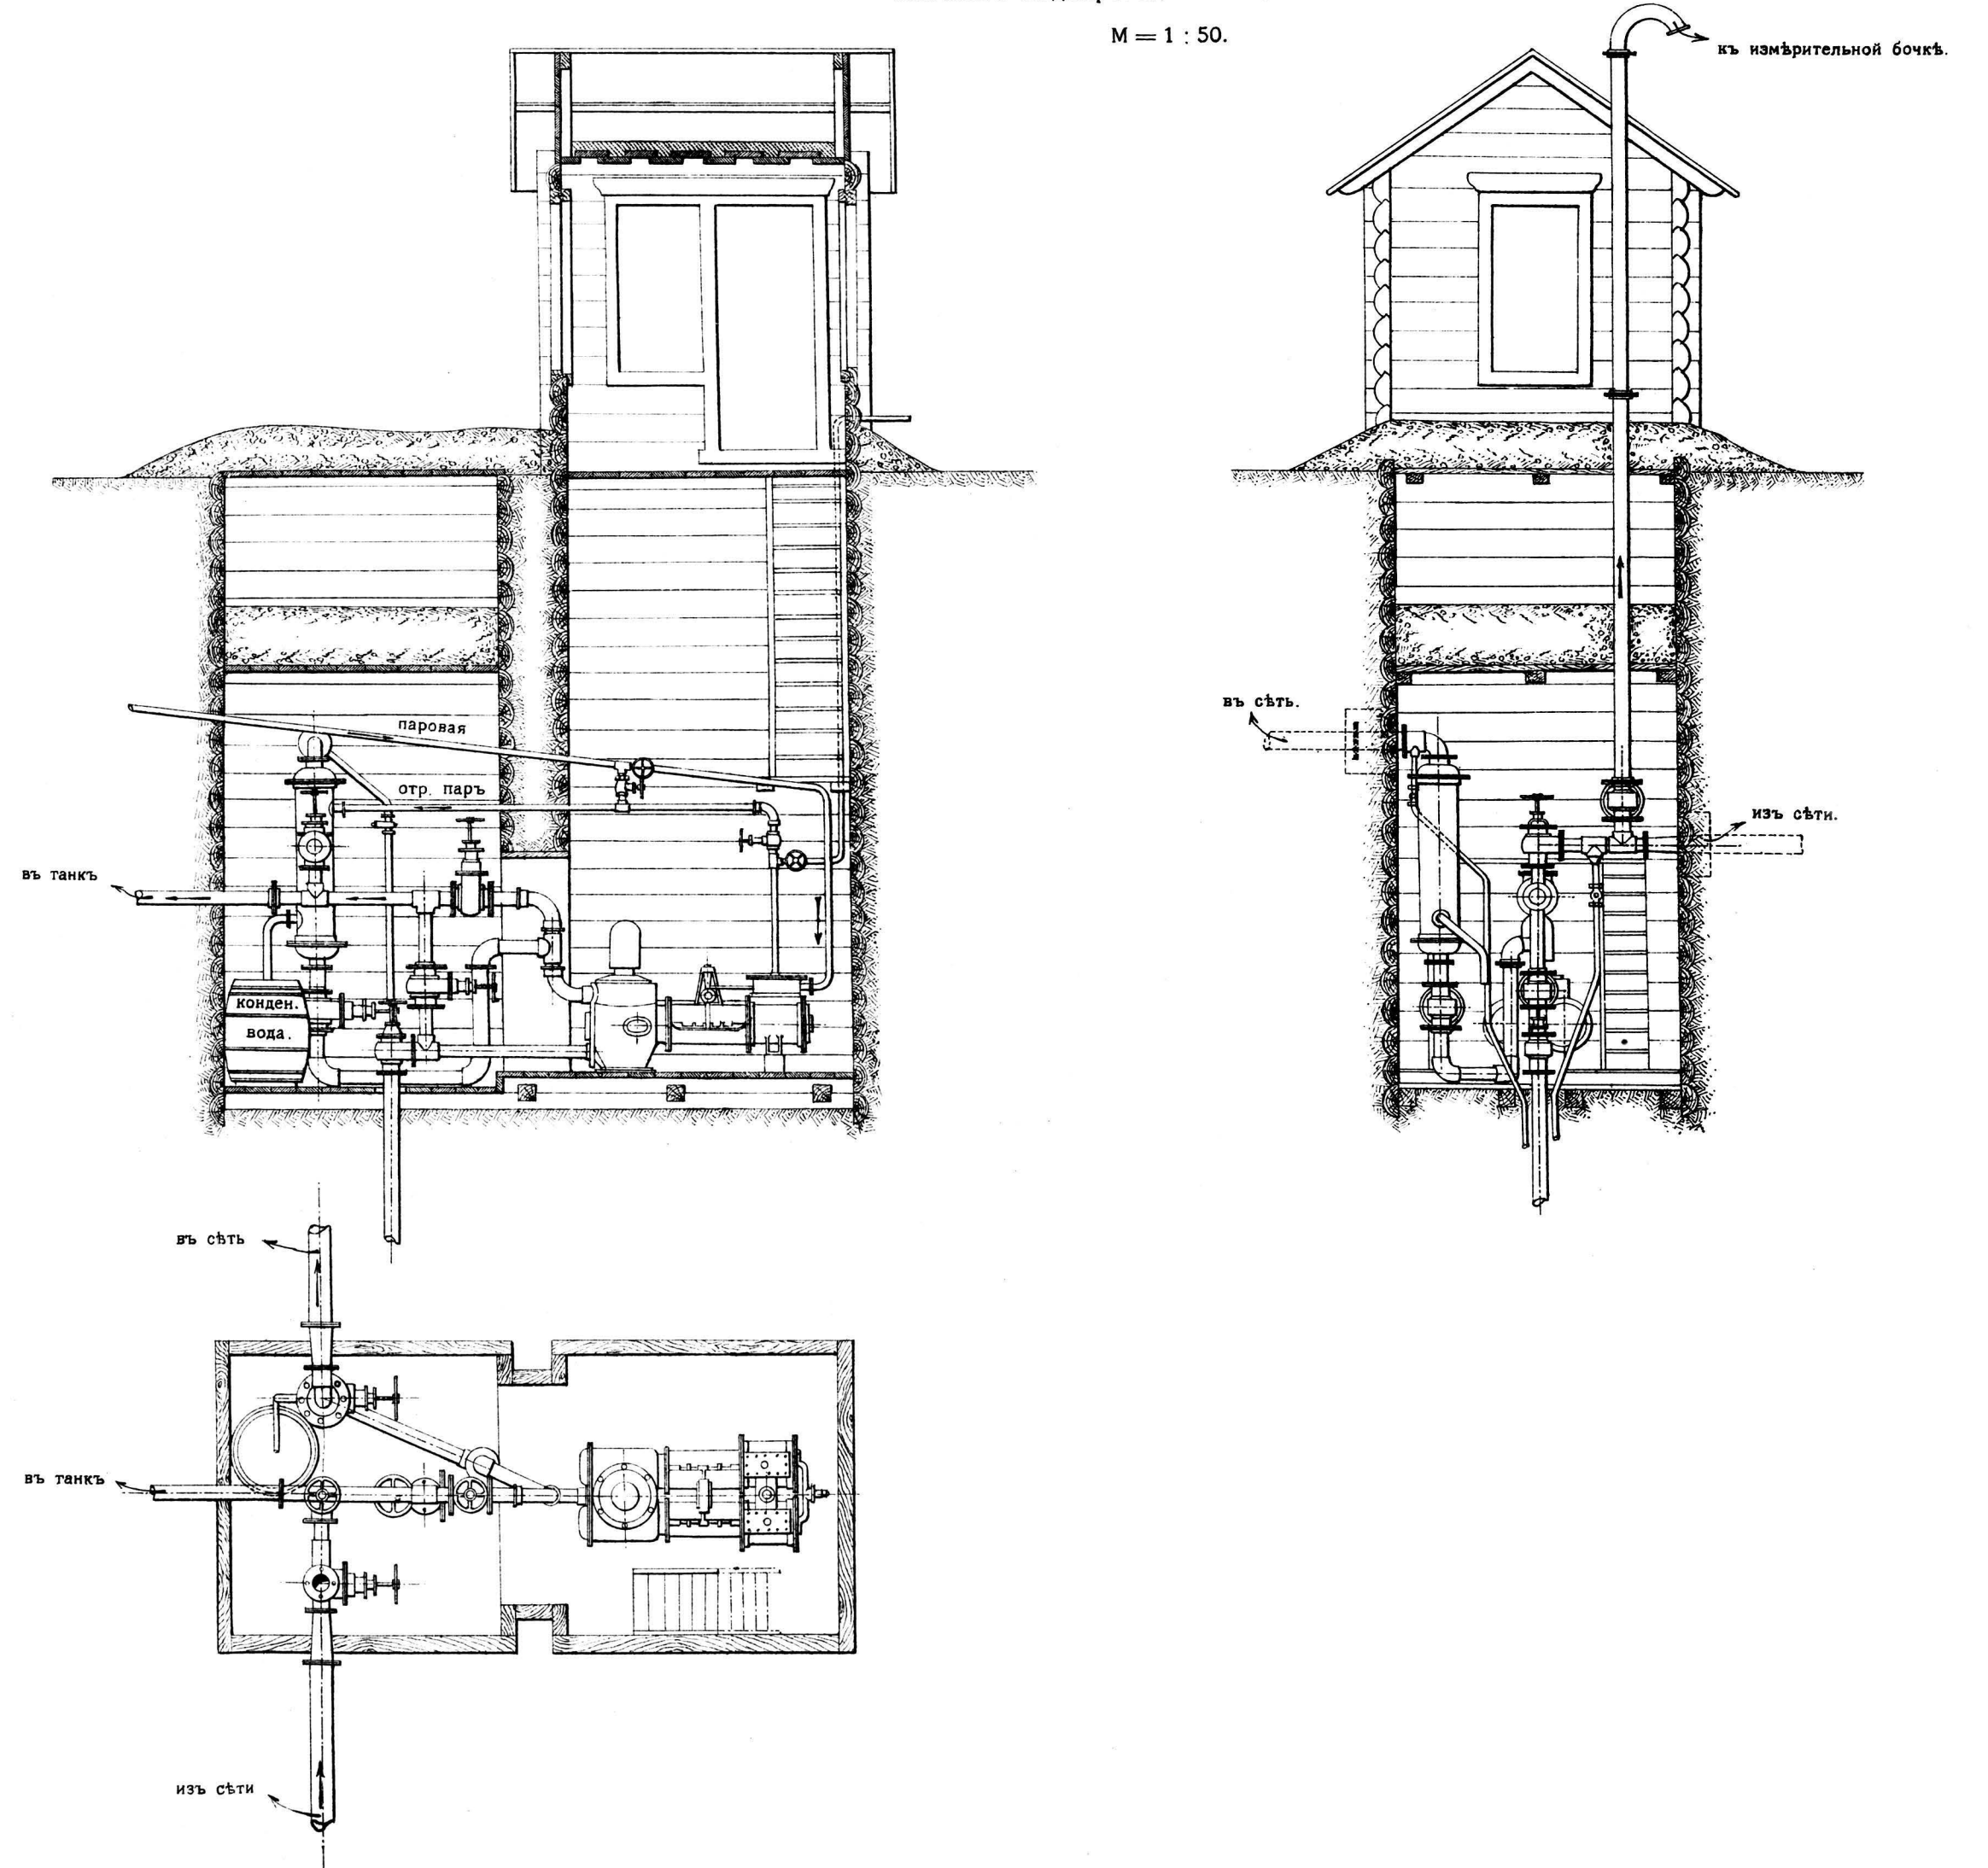 М = 1 : 50.
къ измѣрительной бочкѣ.
паровая
отр. паръ
въ танкъ
конден.
вода.
въ сѣть.
изъ сѣти.
въ сѣть
въ танкъ
изъ сѣти